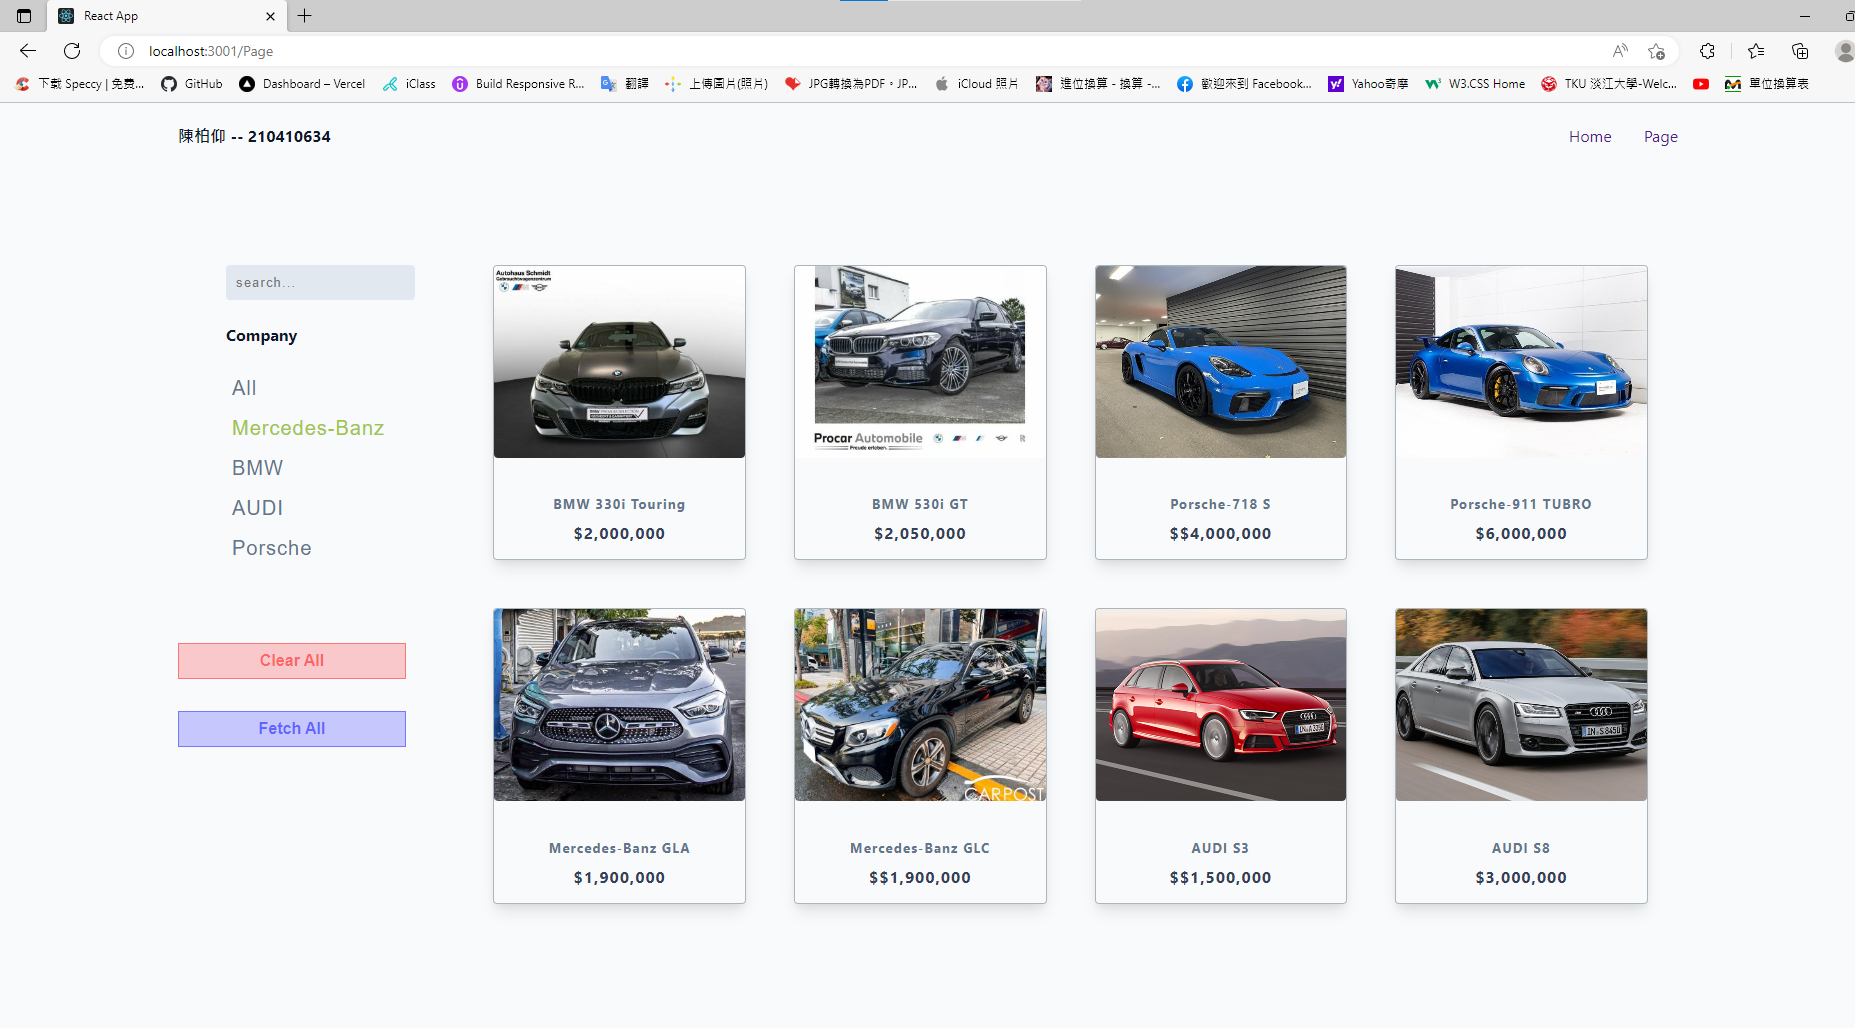 React App
localhost:3001/Page
下載 Speccy | 免費...
GitHub
Dashboard – Vercel
iClass
Build Responsive R...
翻譯
上傳圖片(照片)
JPG轉換為PDF。JP...
iCloud 照片
進位換算 - 換算 -...
歡迎來到 Facebook...
Yahoo奇摩
W3.CSS Home
TKU 淡江大學-Welc...
單位換算表
陳柏仰 -- 210410634
Home
Page
search...
Company
All
Mercedes-Banz
BMW
AUDI
Porsche
Clear All
Fetch All
Autohaus Schmidt
Gebrauchtwagenzentrum
BMW 330i Touring
$2,000,000
Procar Automobile
Freude erleben.
BMW 530i GT
$2,050,000
Porsche-718 S
$$4,000,000
Porsche-911 TUBRO
$6,000,000
Mercedes-Banz GLA
$1,900,000
CARPOST
Mercedes-Banz GLC
$$1,900,000
AUDI S3
$$1,500,000
IN·S 845U
AUDI S8
$3,000,000